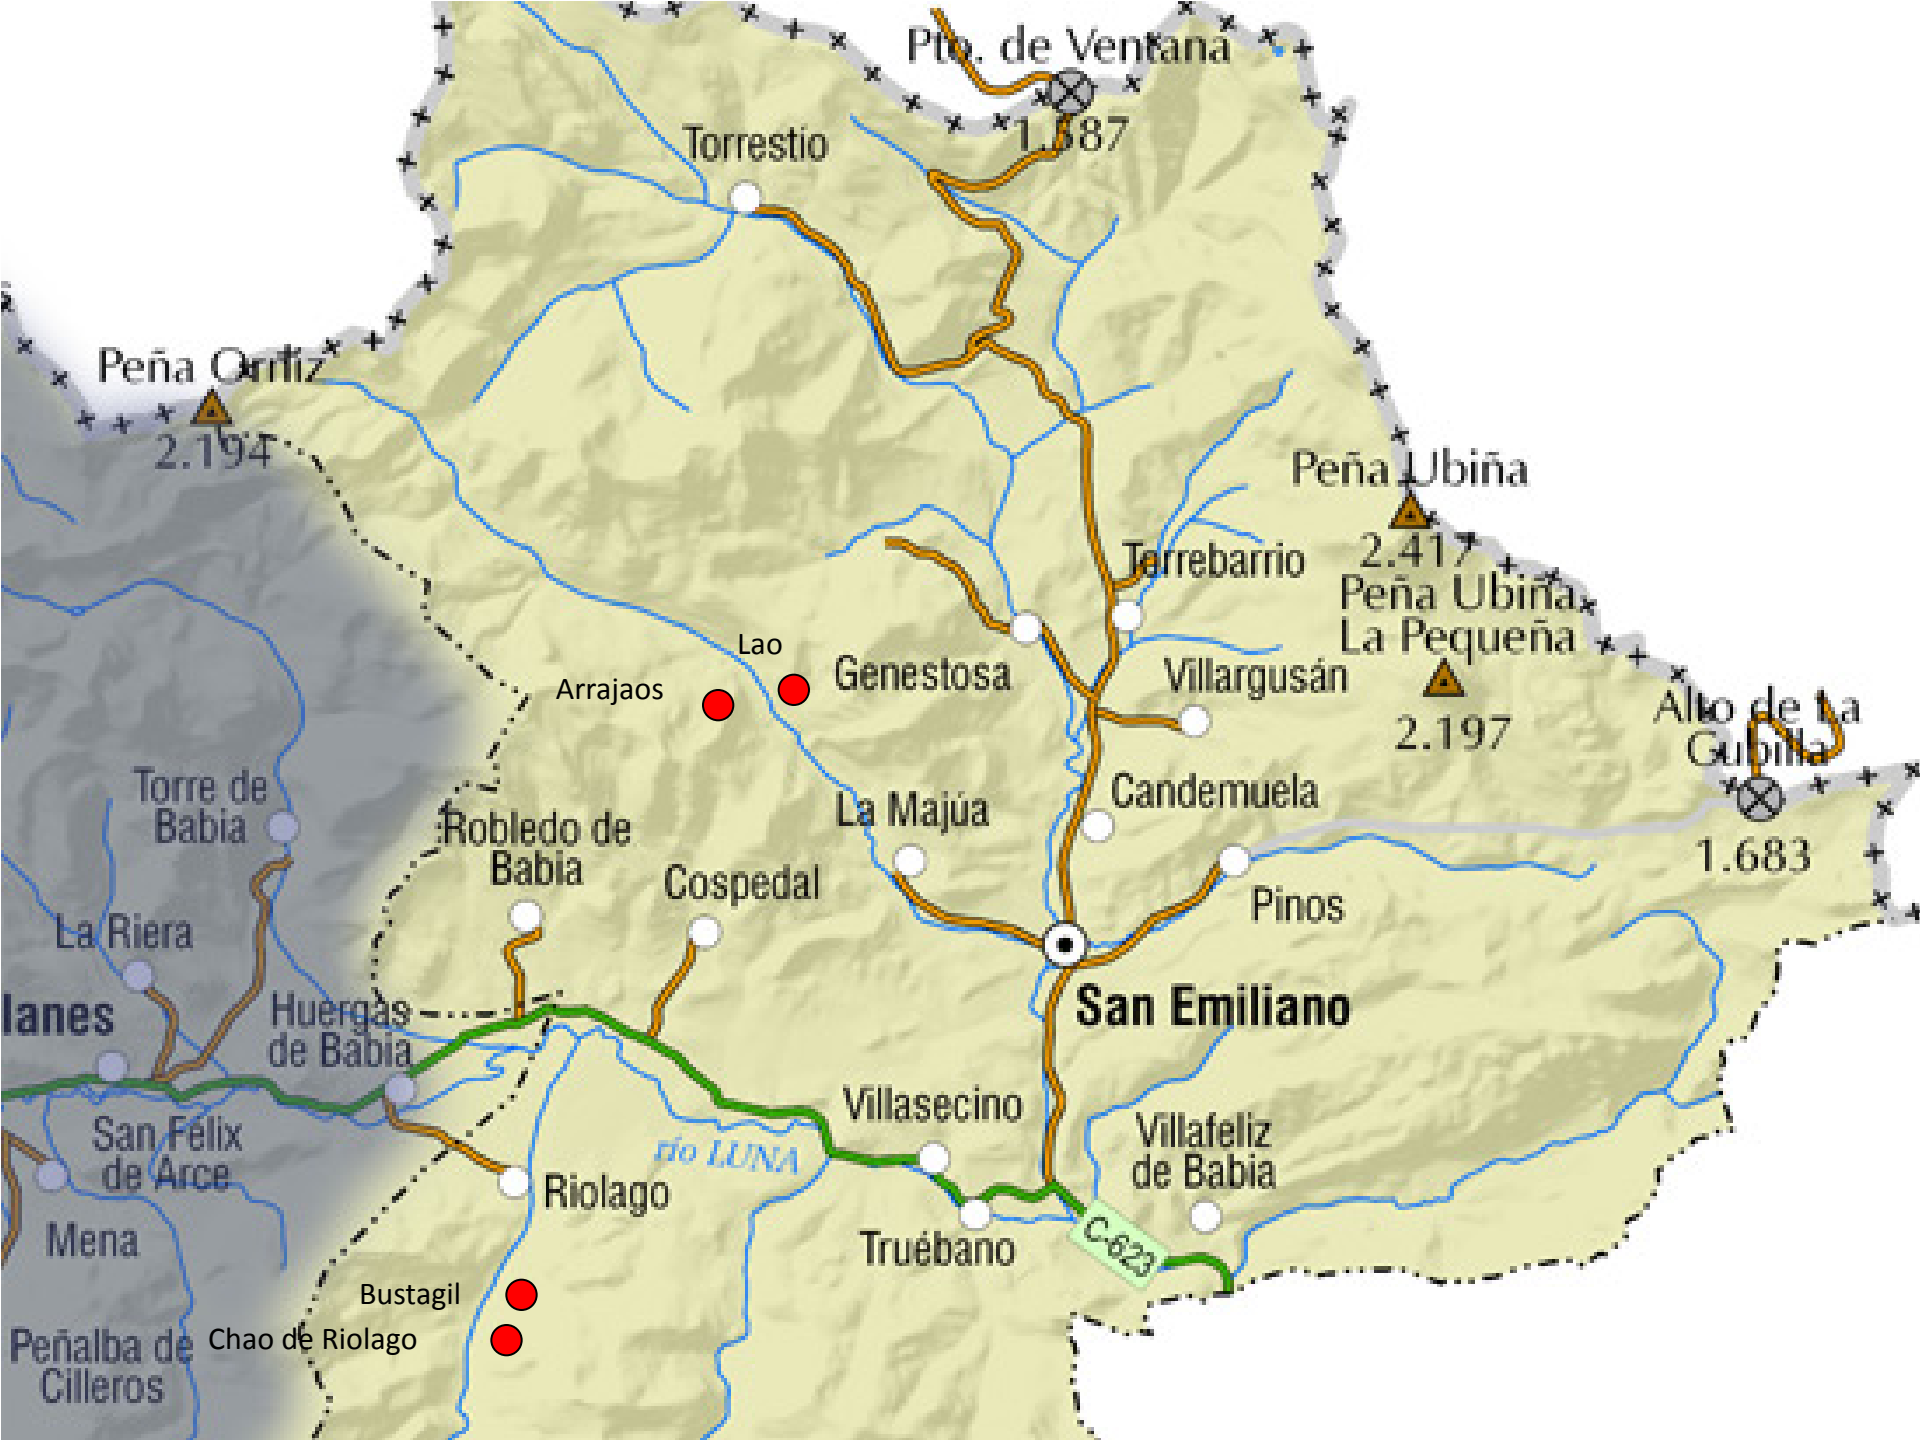 Pto. de Ventana
1.587
Torrestío
Peña Orniz
2.194
Peña Ubiña
2.417
Torrebarrio
Peña Ubiña
La Pequeña
2.197
Lao
Arrajaos
Genestosa
Villargusán
Alto de La
Cubilla
1.683
Torre de
Babia
Robledo de
Babia
La Majúa
Candemuela
Cospedal
Pinos
La Riera
San Emiliano
lanes
Huergas
de Babia
San Félix
de Arce
Villasecino
río LUNA
Villafeliz
de Babia
Riolago
Mena
Truébano
C-623
Bustagil
Chao de Riolago
Peñalba de
Cilleros